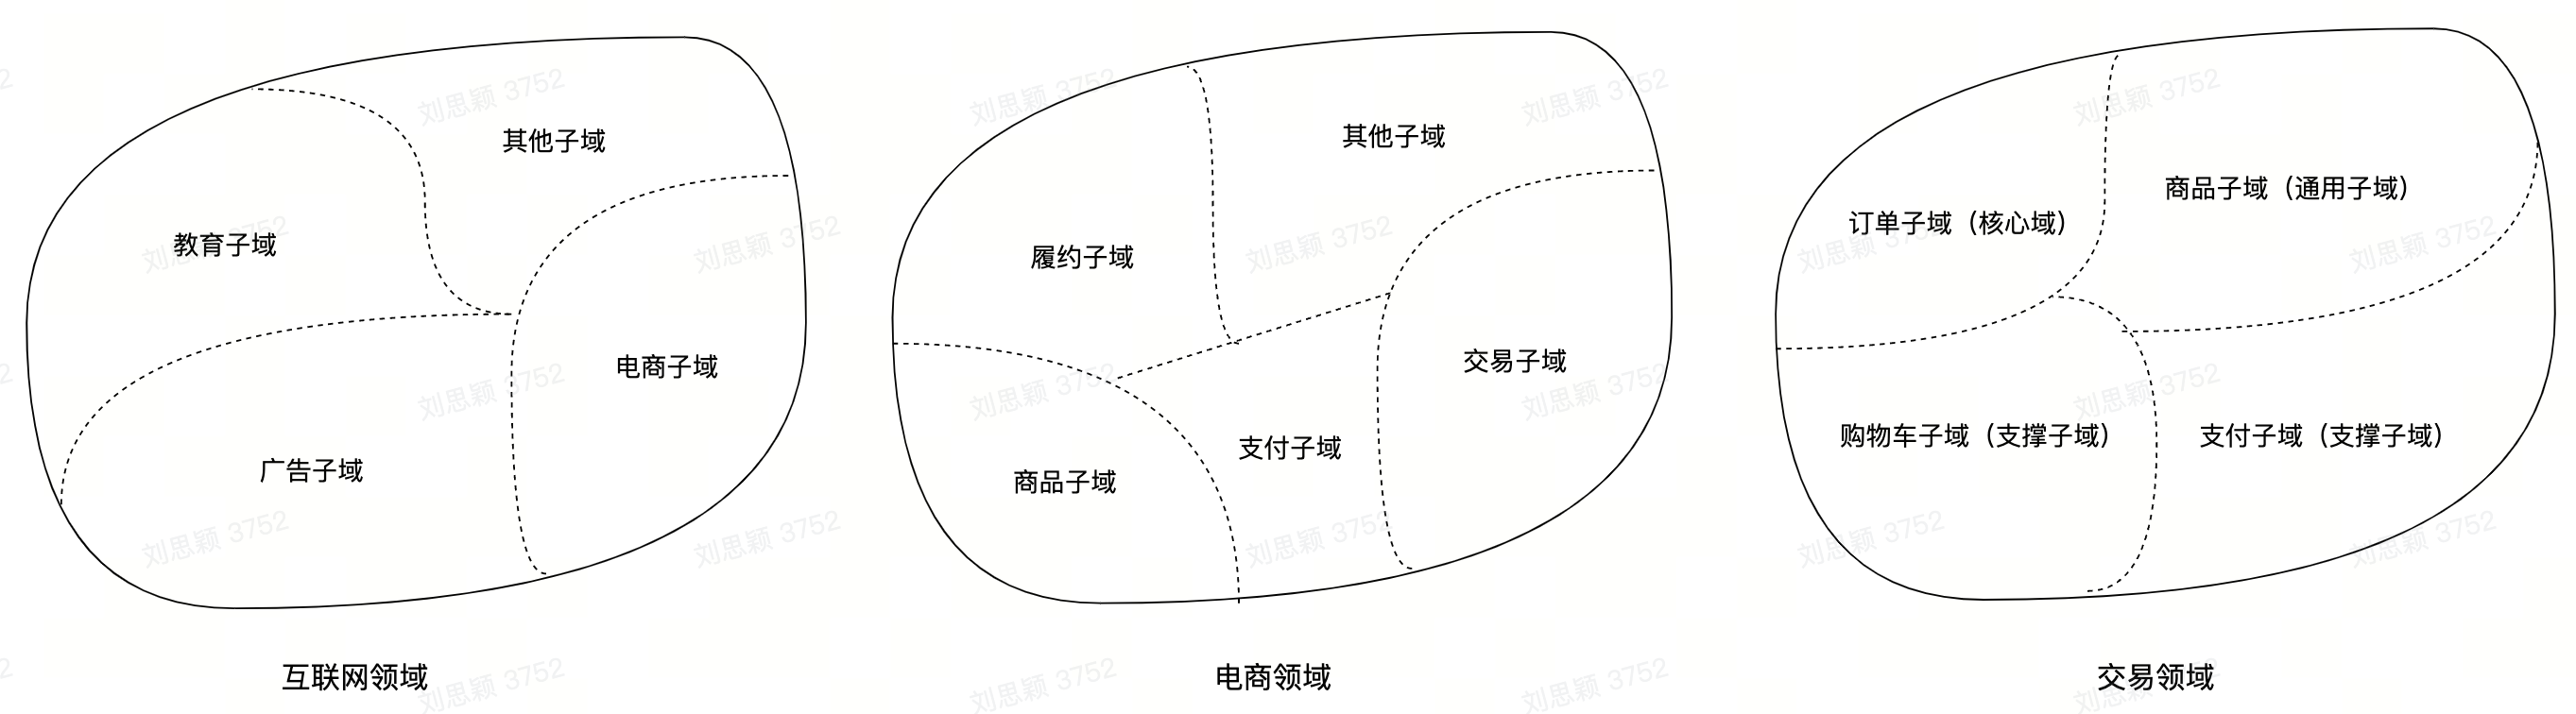 其他子域
教育子域
电商子域
广告子域
互联网领域
其他子域
履约子域
交易子域
支付子域
商品子域
电商领域
商品子域（通用子域）
订单子域（核心域）
购物车子域（支撑子域）
支付子域（支撑子域）
交易领域
刘思颖 3752